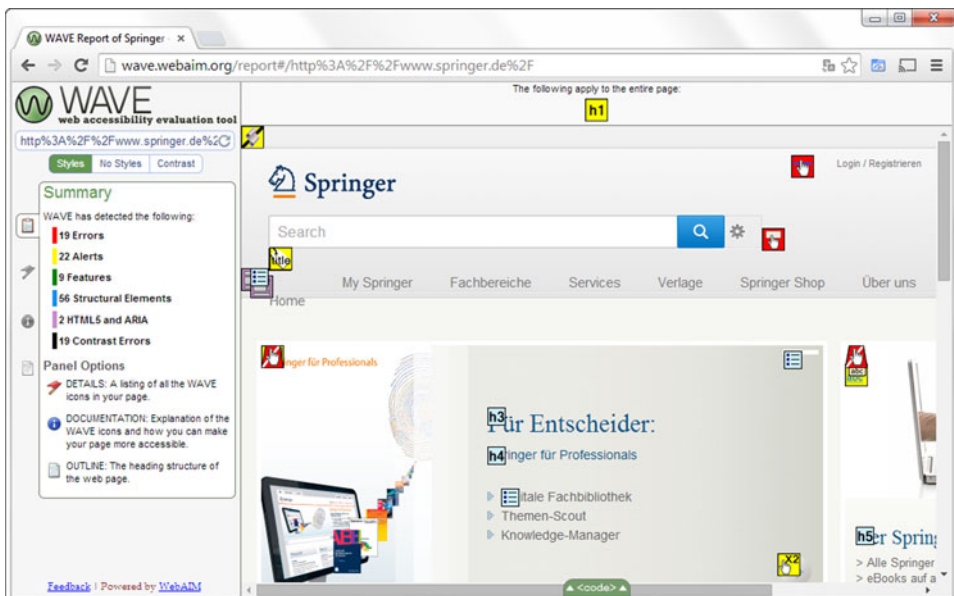 WAVE Report of Springer
wave.webaim.org/report#/http%3A%2F%2Fwww.springer.de%2F
WAVE
web accessibility evaluation tool
http%3A%2F%2Fwww.springer.de%2
Styles No Styles Contrast
Summary
WAVE has detected the following:
19 Errors
22 Alerts
9 Features
56 Structural Elements
2 HTML5 and ARIA
19 Contrast Errors
Panel Options
DETAILS: A listing of all the WAVE
icons in your page.
DOCUMENTATION: Explanation of the
WAVE icons and how you can make
your page more accessible.
OUTLINE: The heading structure of
the web page.
Feedback | Powered by WebAIM
The following apply to the entire page:
h1
Login / Registrieren
Springer
Search
title
My Springer Fachbereiche Services Verlage Springer Shop Über uns
Home
inger für Professionals
h3
ür Entscheider:
h4 ringer für Professionals
itale Fachbibliothek
Themen-Scout
Knowledge-Manager
X2
h5 er Spring
> Alle Springer
> eBooks auf a
<code>